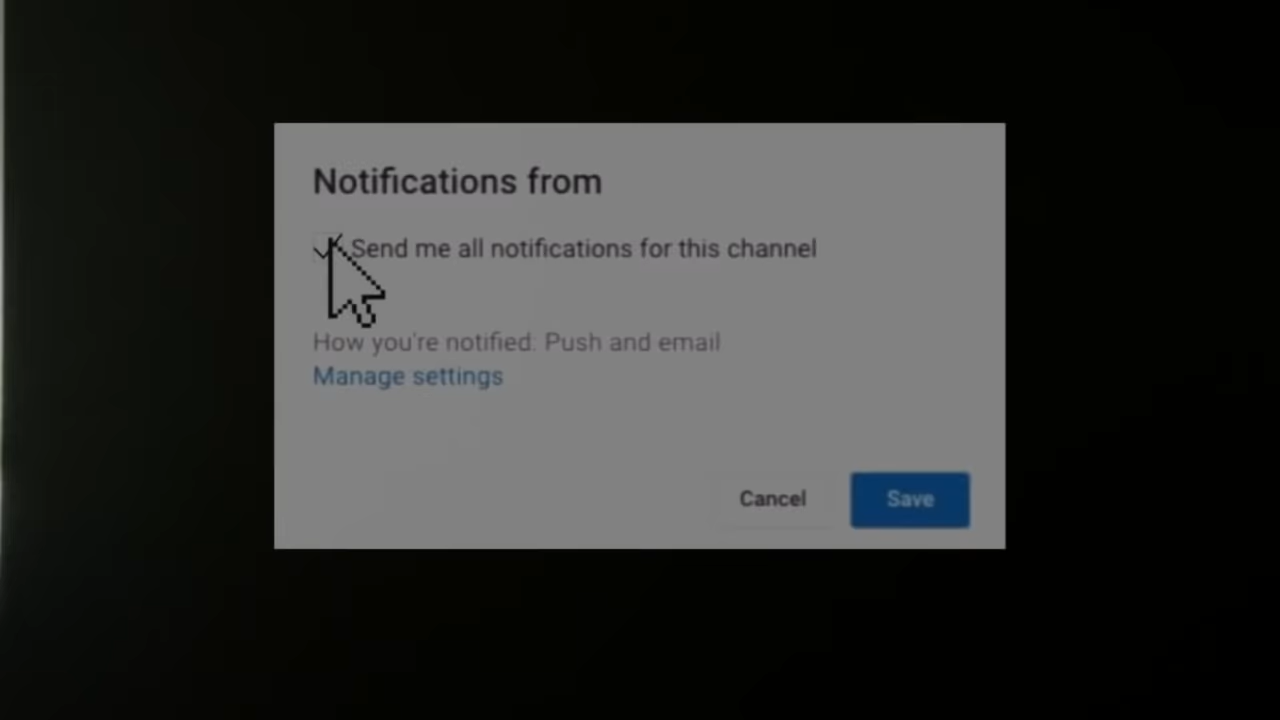 Notifications from
Send me all notifications for this channel
How you're notified: Push and email
Manage settings
Cancel
Save